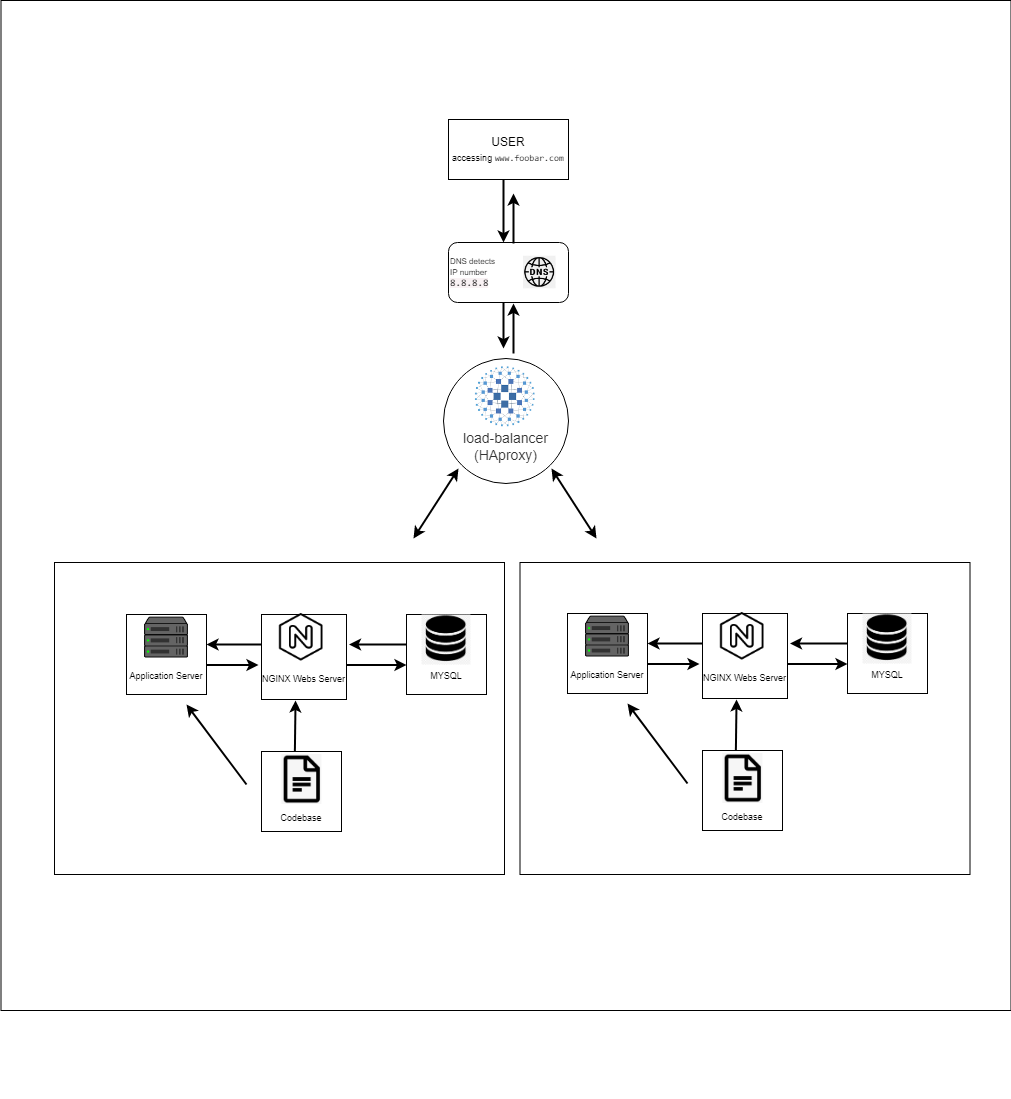 USER
accessing www.foobar.com
DNS detects
IP number
8.8.8.8
DNS
load-balancer
(HAproxy)
Application Server
NGINX Webs Server
MYSQL
Codebase
Application Server
NGINX Webs Server
MYSQL
Codebase